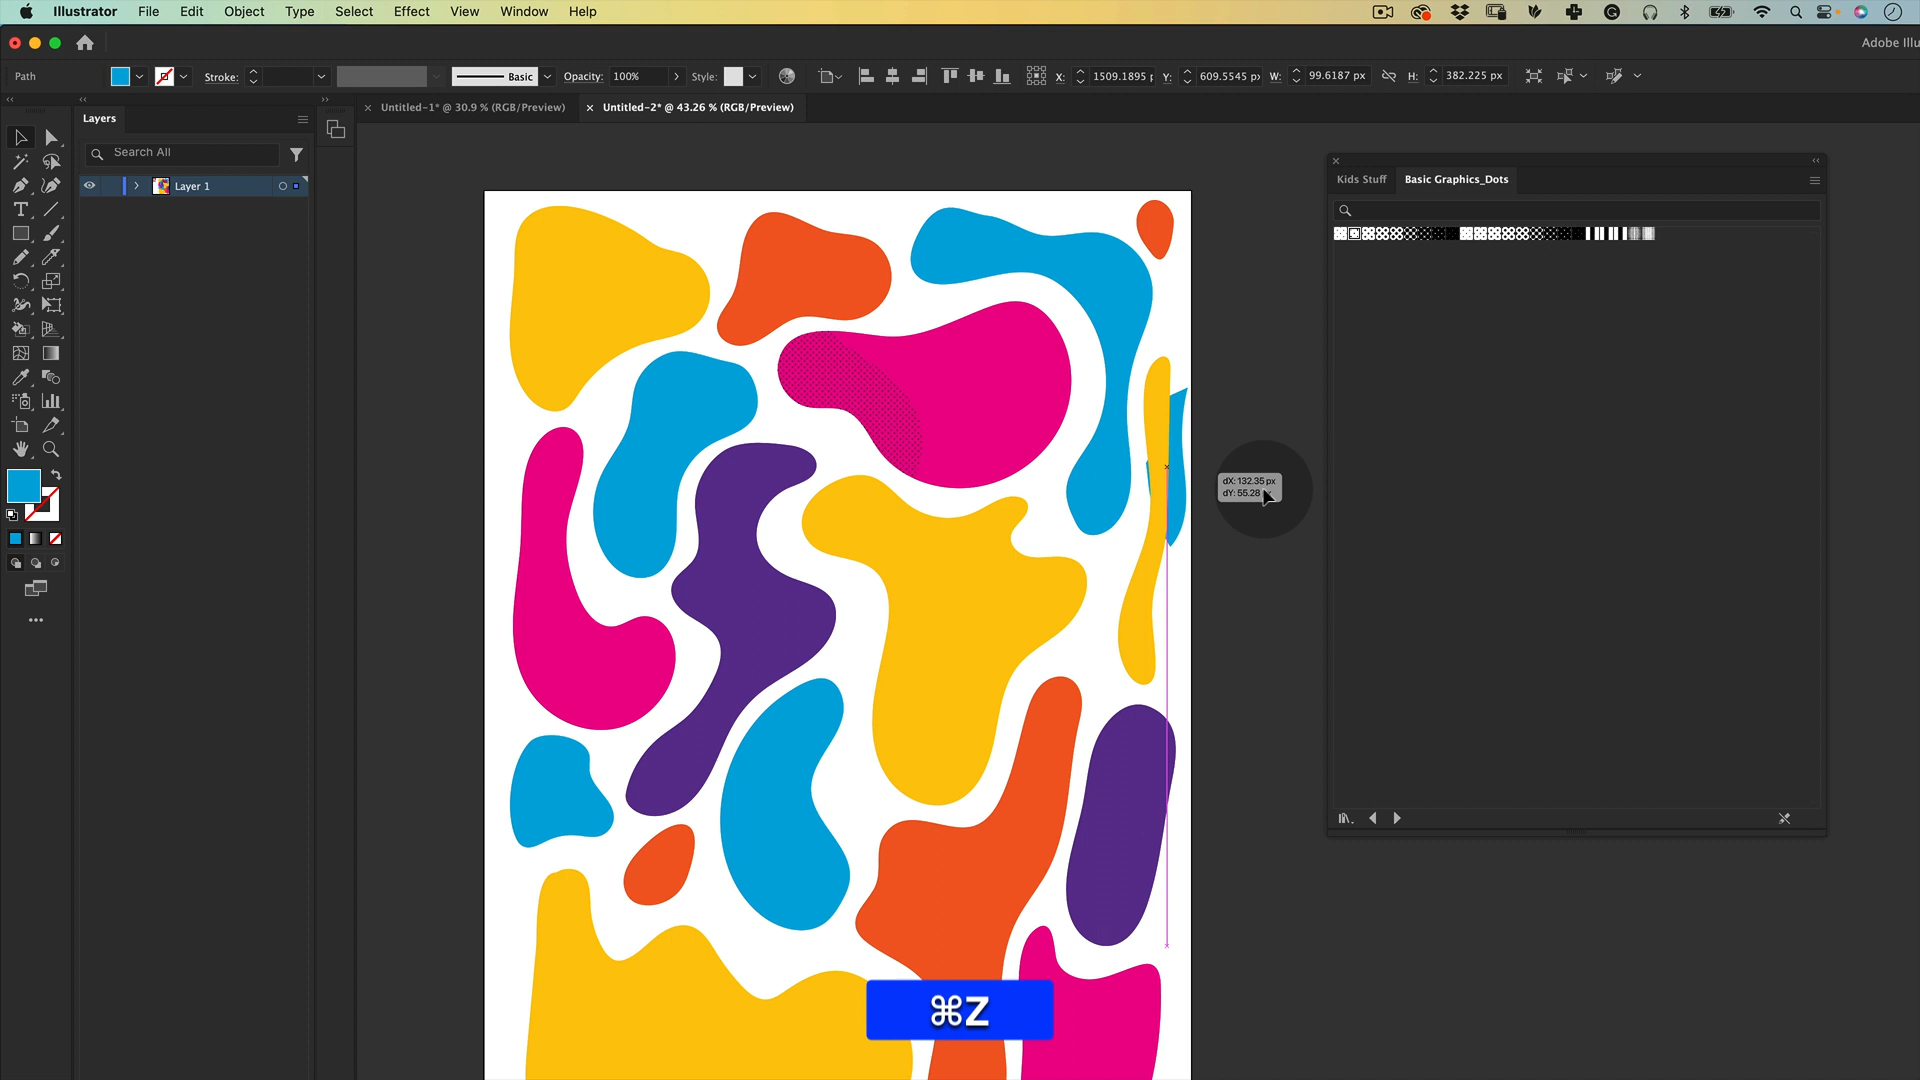 Illustrator File Edit Object Type Select Effect View Window Help
Adobe Illu
Path Stroke: Basic Opacity: 100% Style: X: 1509.1895 Y: 609.5545 px W: 99.6187 px H: 382.225 px
Untitled-1* @ 30.9 % (RGB/Preview) Untitled-2* @ 43.26 % (RGB/Preview)
Layers
Search All
Layer 1
Kids Stuff Basic Graphics_Dots
dX: 132.35 px
dY: 55.28
⌘Z